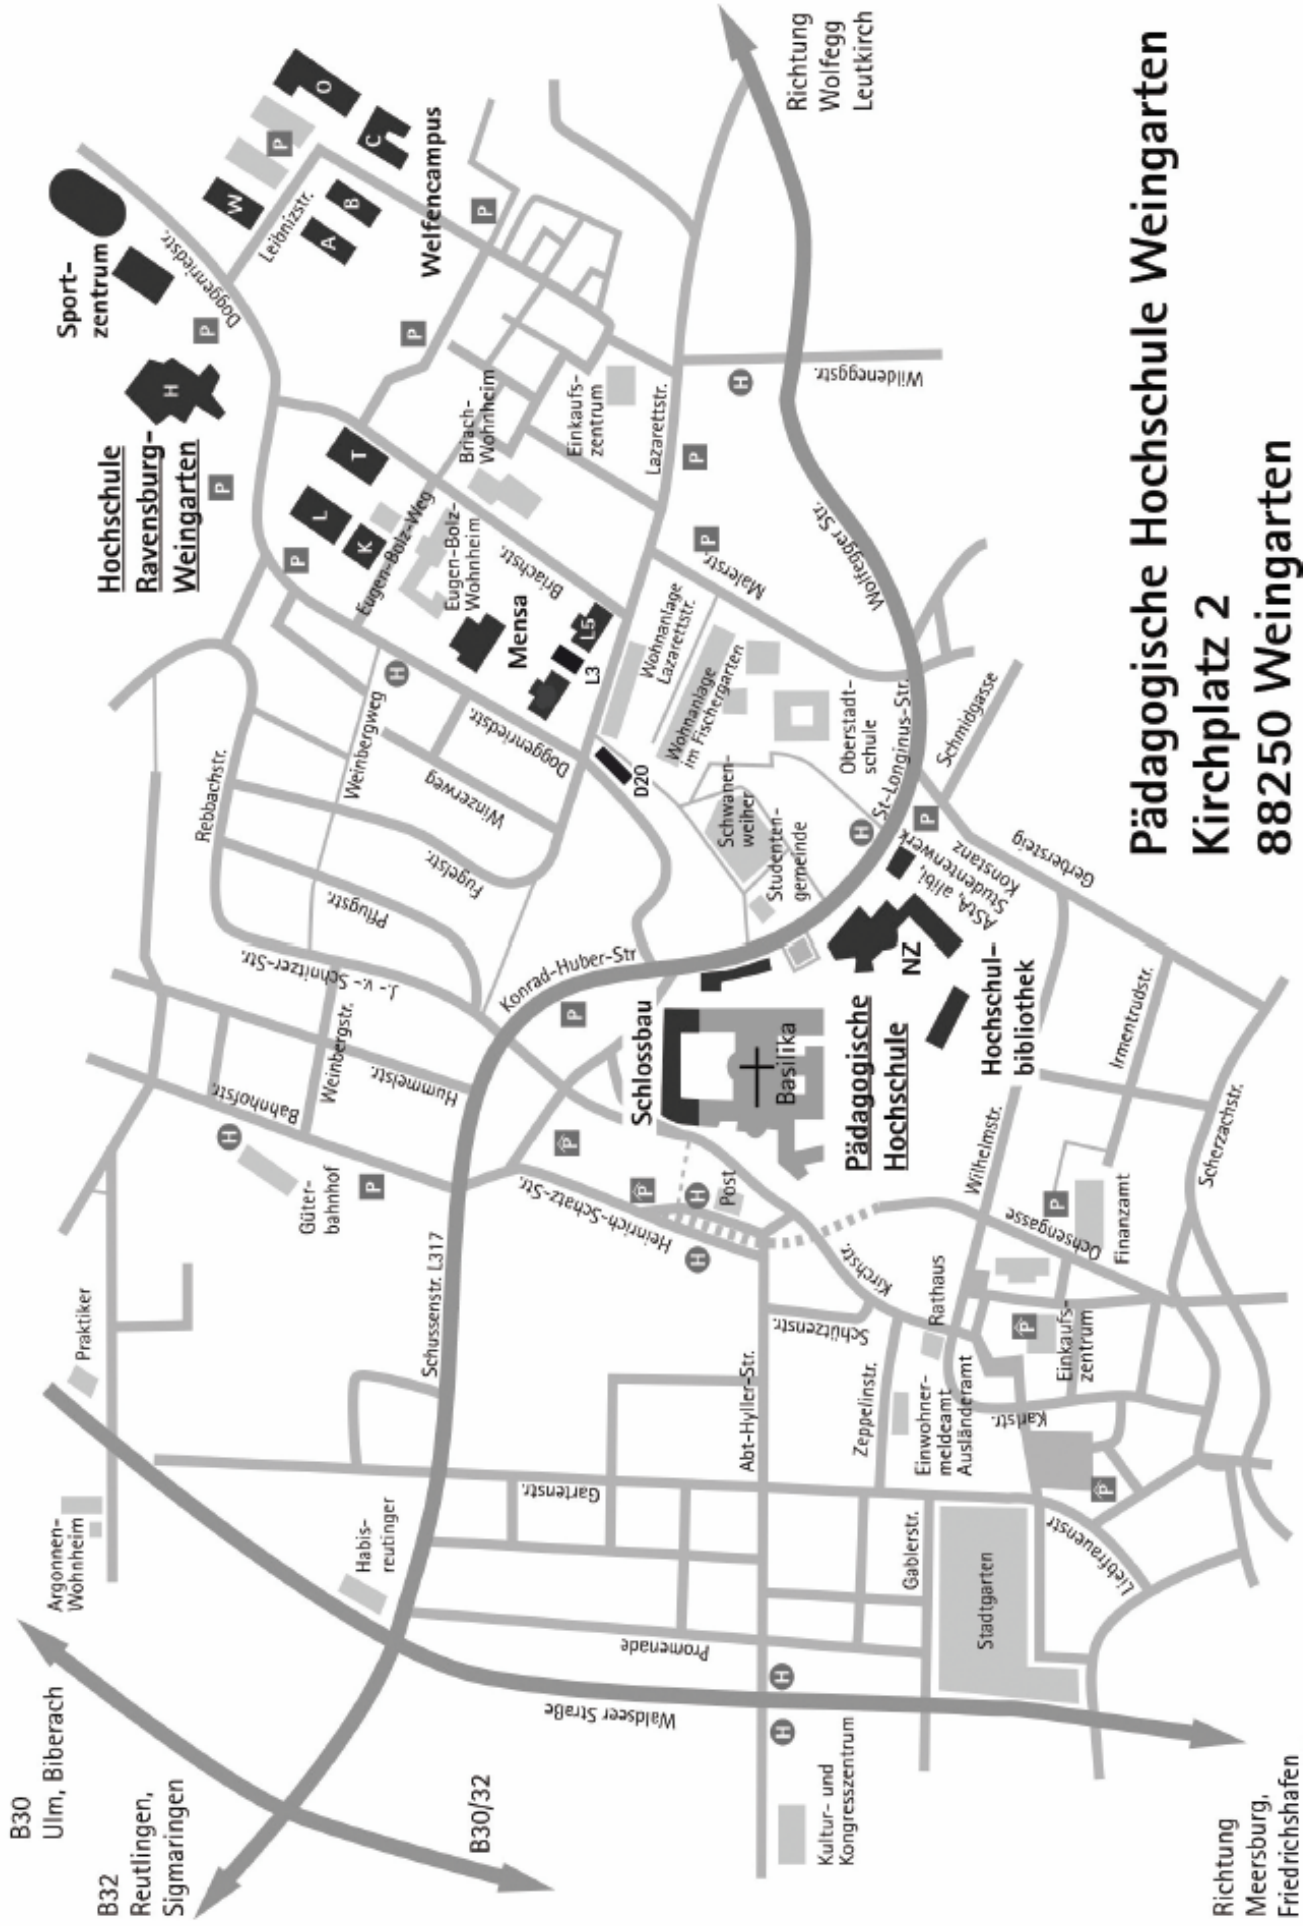 B30
Ulm, Biberach
B32
Reutlingen,
Sigmaringen
B30/32
Argonnen-
Wohnheim
Praktiker
Habis-
reutinger
Schussenstr. L317
Waldseer Straße
Promenade
Gartenstr.
Abt-Hyller-Str.
Kultur- und
Kongresszentrum
H
H
Richtung
Meersburg,
Friedrichshafen
Stadtgarten
Gablerstr.
Liebfrauenstr
Zeppelinstr.
Schützenstr.
Einwohner-
meldeamt
Ausländeramt
Karlstr.
Rathaus
Kirchstr.
Einkaufs-
zentrum
P
P
Ochsengasse
P
Finanzamt
Wilhelmstr.
Irmentrudstr.
Scherzachstr.
Gerbersteig
Schmidgasse
Güter-
bahnhof
H
P
Bahnhofstr.
Weinbergstr.
Hummelstr.
Heinrich-Schatz-Str.
P
P
H
H
Post
J.-v.-Schnitzer-Str.
Konrad-Huber-Str
P
Rebbachstr.
Pflugstr.
Fugelstr.
Winzerweg
Weinbergweg
H
Doggenriedstr.
Schlossbau
Basilika
Pädagogische
Hochschule
NZ
Hochschul-
bibliothek
AStA, alibi,
Studentenwerk
Konstanz
P
H
St-Longinus-Str.
Studenten-
gemeinde
Schwanen-
weiher
Oberstadt-
schule
D20
Wohnanlage
im Fischergarten
Wohnanlage
Lazarettstr.
Malerstr.
P
P
Wolfegger Str.
Lazarettstr.
H
Wildeneggstr.
Mensa
L3
L5
Briachstr.
Eugen-Bolz-
Wohnheim
Eugen-Bolz-Weg
Briach-
Wohnheim
Einkaufs-
zentrum
P
K
L
T
Hochschule
Ravensburg-
Weingarten
P
H
P
Sport-
zentrum
Doggenriedstr.
Leibnizstr.
W
A
B
C
O
P
Welfencampus
P
P
Richtung
Wolfegg
Leutkirch
Pädagogische Hochschule Weingarten
Kirchplatz 2
88250 Weingarten